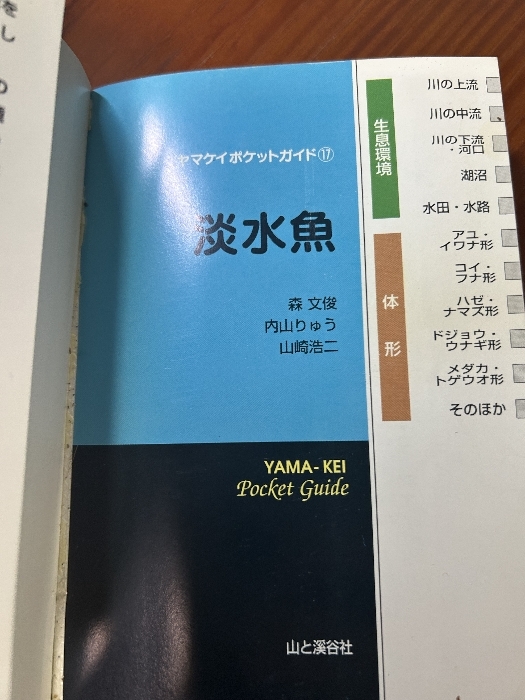 ヤマケイポケットガイド⑰
淡水魚
森 文俊
内山りゅう
山崎浩二
YAMA-KEI
Pocket Guide
山と溪谷社
生息環境
川の上流
川の中流
川の下流
・河口
湖沼
水田・水路
体形
アユ・
イワナ形
コイ・
フナ形
ハゼ・
ナマズ形
ドジョウ・
ウナギ形
メダカ・
トゲウオ形
そのほか
をし